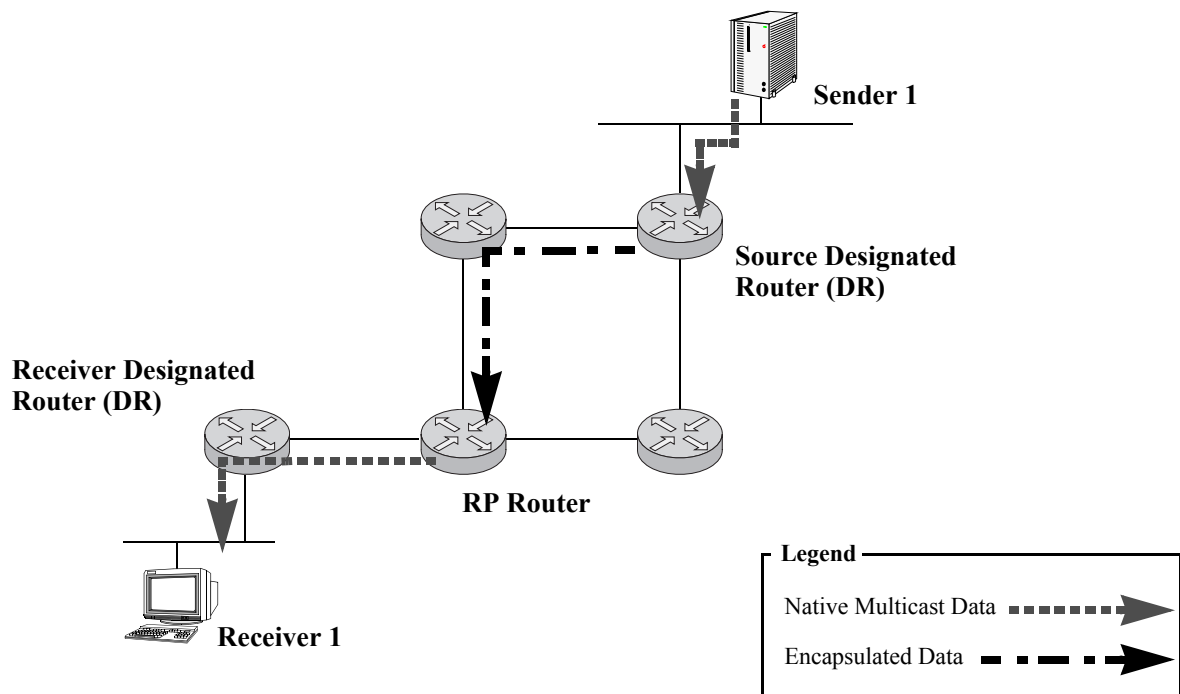 Sender 1
Source Designated
Router (DR)
Receiver Designated
Router (DR)
RP Router
Receiver 1
Legend
Native Multicast Data
Encapsulated Data